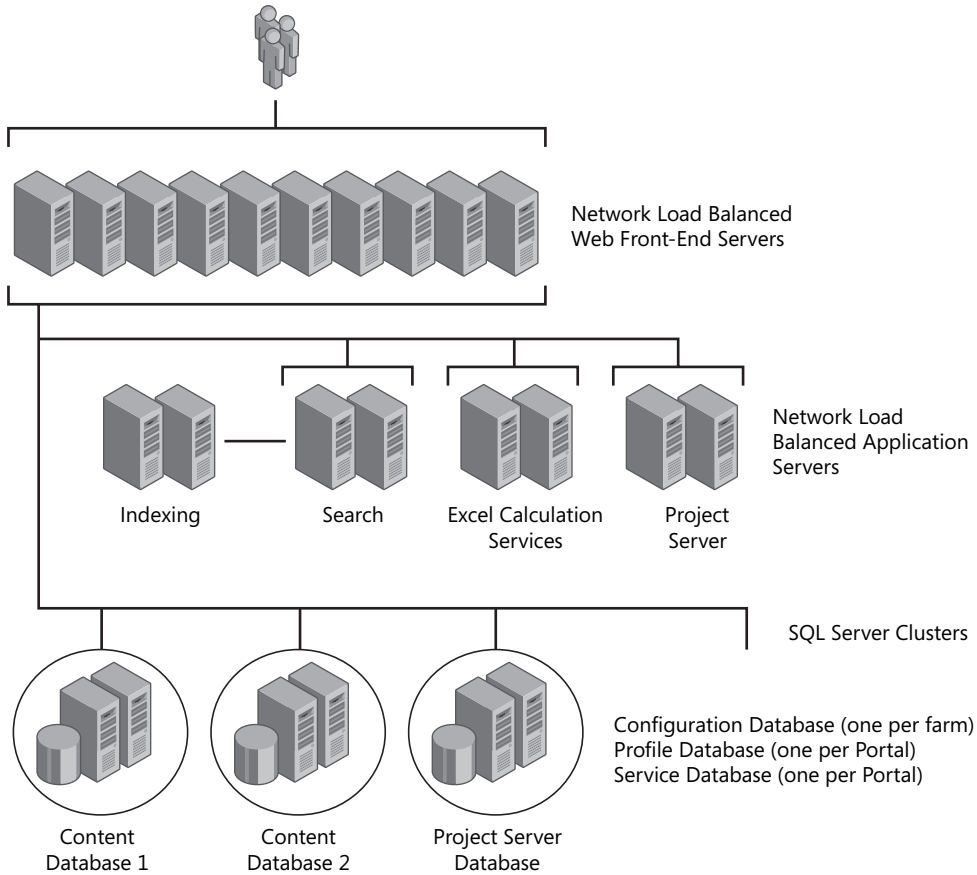 Network Load Balanced
Web Front-End Servers
Network Load
Balanced Application
Servers
Indexing
Search
Excel Calculation
Services
Project
Server
SQL Server Clusters
Configuration Database (one per farm)
Profile Database (one per Portal)
Service Database (one per Portal)
Content
Database 1
Content
Database 2
Project Server
Database